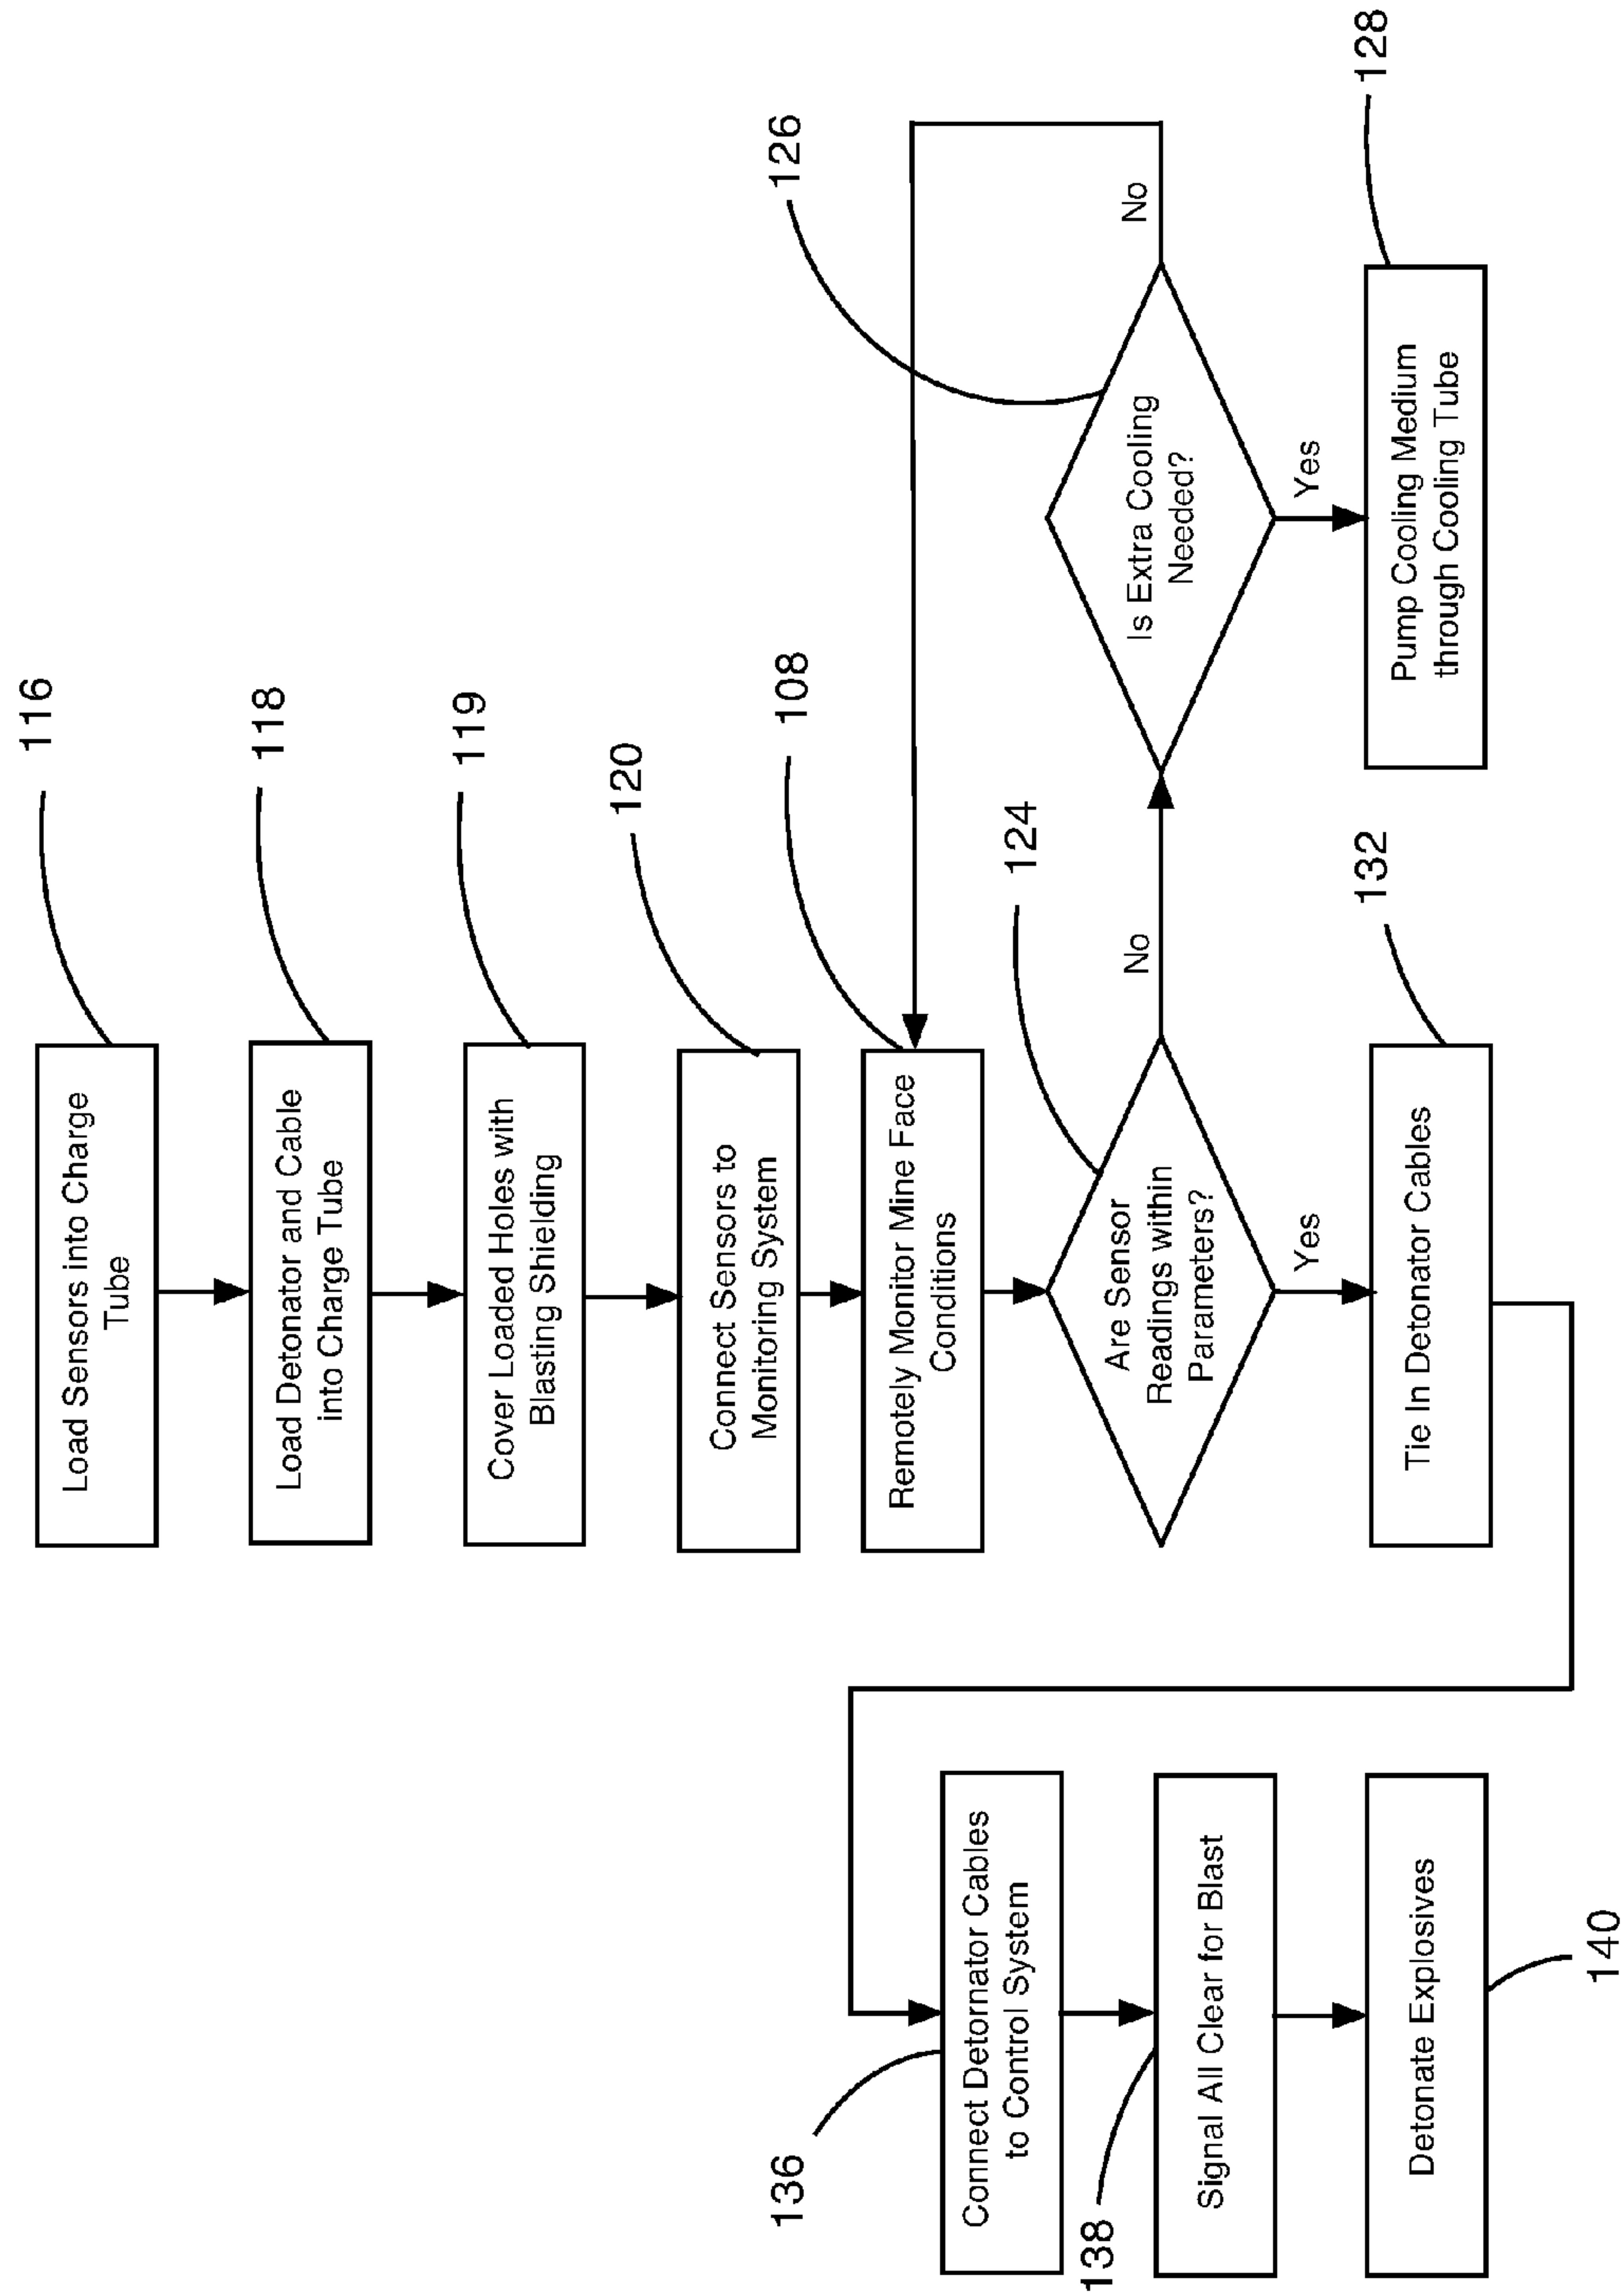 116
Load Sensors into Charge
Tube
118
Load Detonator and Cable
into Charge Tube
119
Cover Loaded Holes with
Blasting Shielding
120
Connect Sensors to
Monitoring System
108
Remotely Monitor Mine Face
Conditions
124
Are Sensor
Readings within
Parameters?
No
126
Is Extra Cooling
Needed?
No
Yes
128
Pump Cooling Medium
through Cooling Tube
Yes
132
Tie In Detonator Cables
136
Connect Detornator Cables
to Control System
138
Signal All Clear for Blast
Detonate Explosives
140